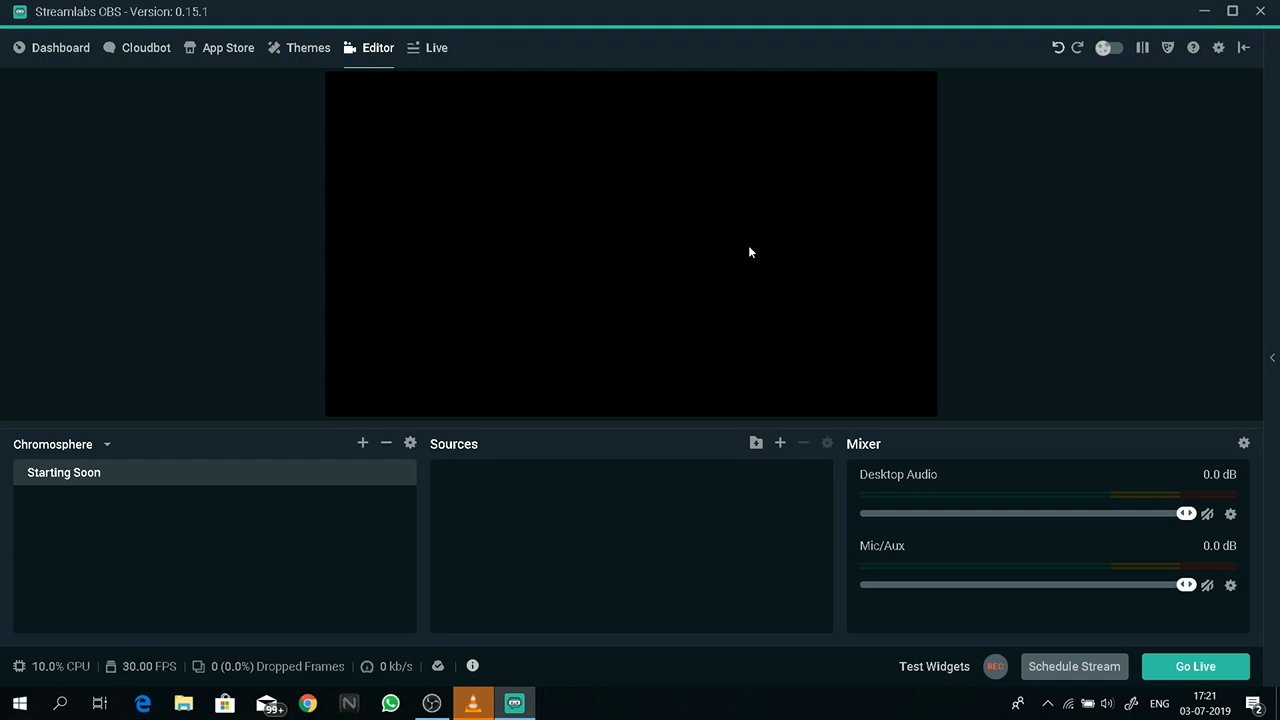 Streamlabs OBS - Version: 0.15.1
Dashboard Cloudbot App Store Themes Editor Live
Chromosphere
Starting Soon
Sources
Mixer
Desktop Audio 0.0 dB
Mic/Aux 0.0 dB
10.0% CPU 30.00 FPS 0 (0.0%) Dropped Frames 0 kb/s
Test Widgets REC Schedule Stream Go Live
99+
N
ENG
17:21
03-07-2019
2